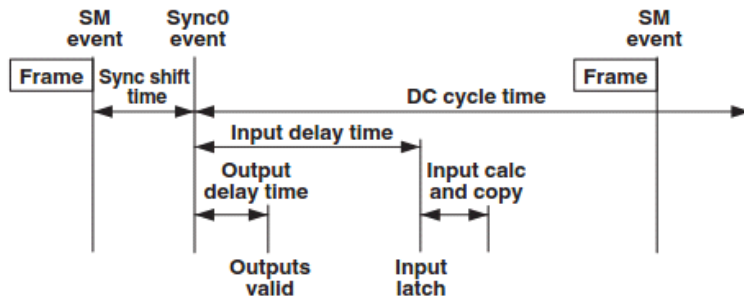 SM
event
Sync0
event
SM
event
Frame
Sync shift
time
Frame
DC cycle time
Input delay time
Output
delay time
Input calc
and copy
Outputs
valid
Input
latch